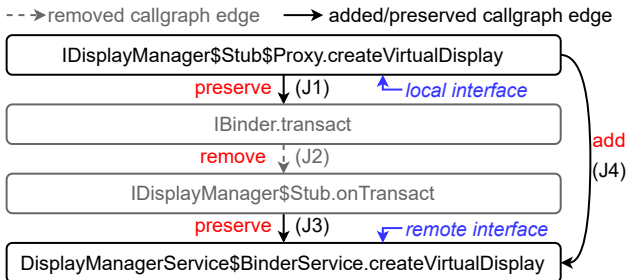 removed callgraph edge added/preserved callgraph edge
IDisplayManager$Stub$Proxy.createVirtualDisplay
preserve (J1) local interface
IBinder.transact
add
remove (J2)
(J4)
IDisplayManager$Stub.onTransact
preserve (J3) remote interface
DisplayManagerService$BinderService.createVirtualDisplay